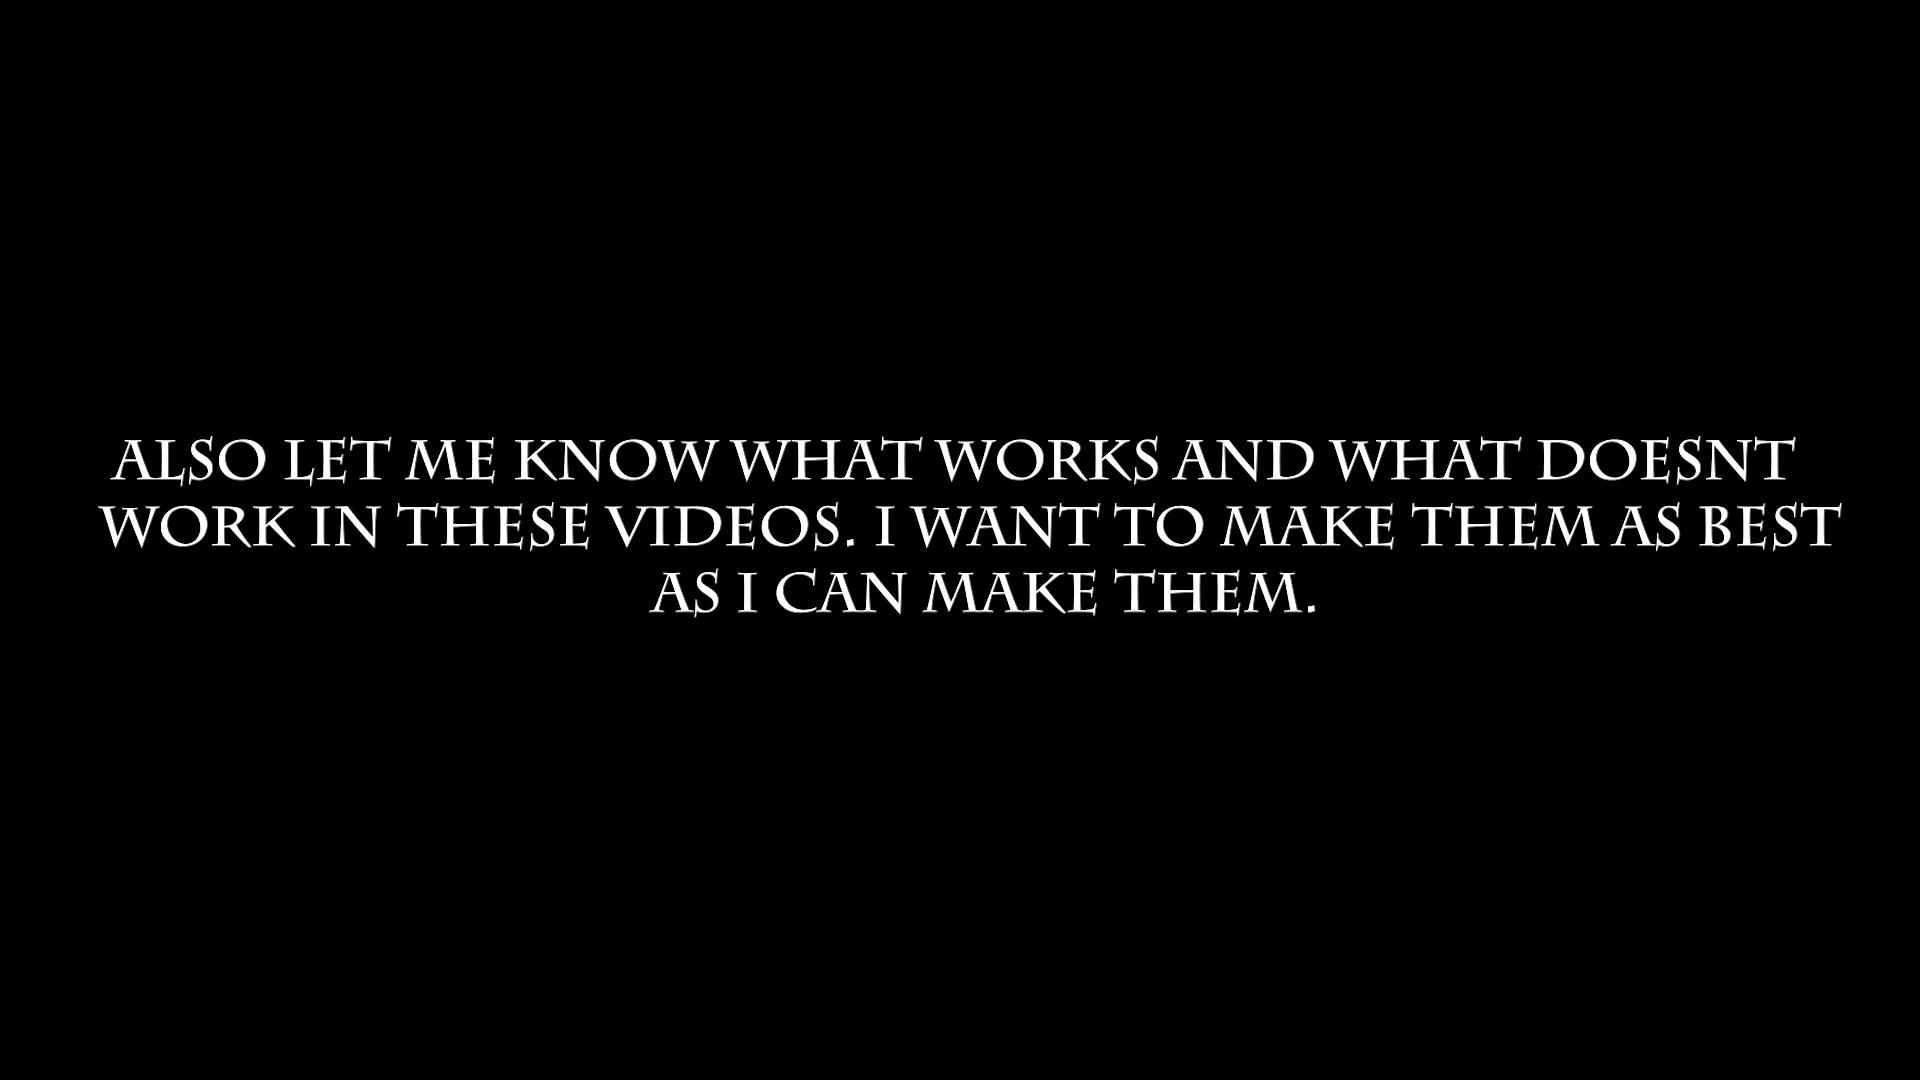 ALSO LET ME KNOW WHAT WORKS AND WHAT DOESNT
WORK IN THESE VIDEOS. I WANT TO MAKE THEM AS BEST
AS I CAN MAKE THEM.